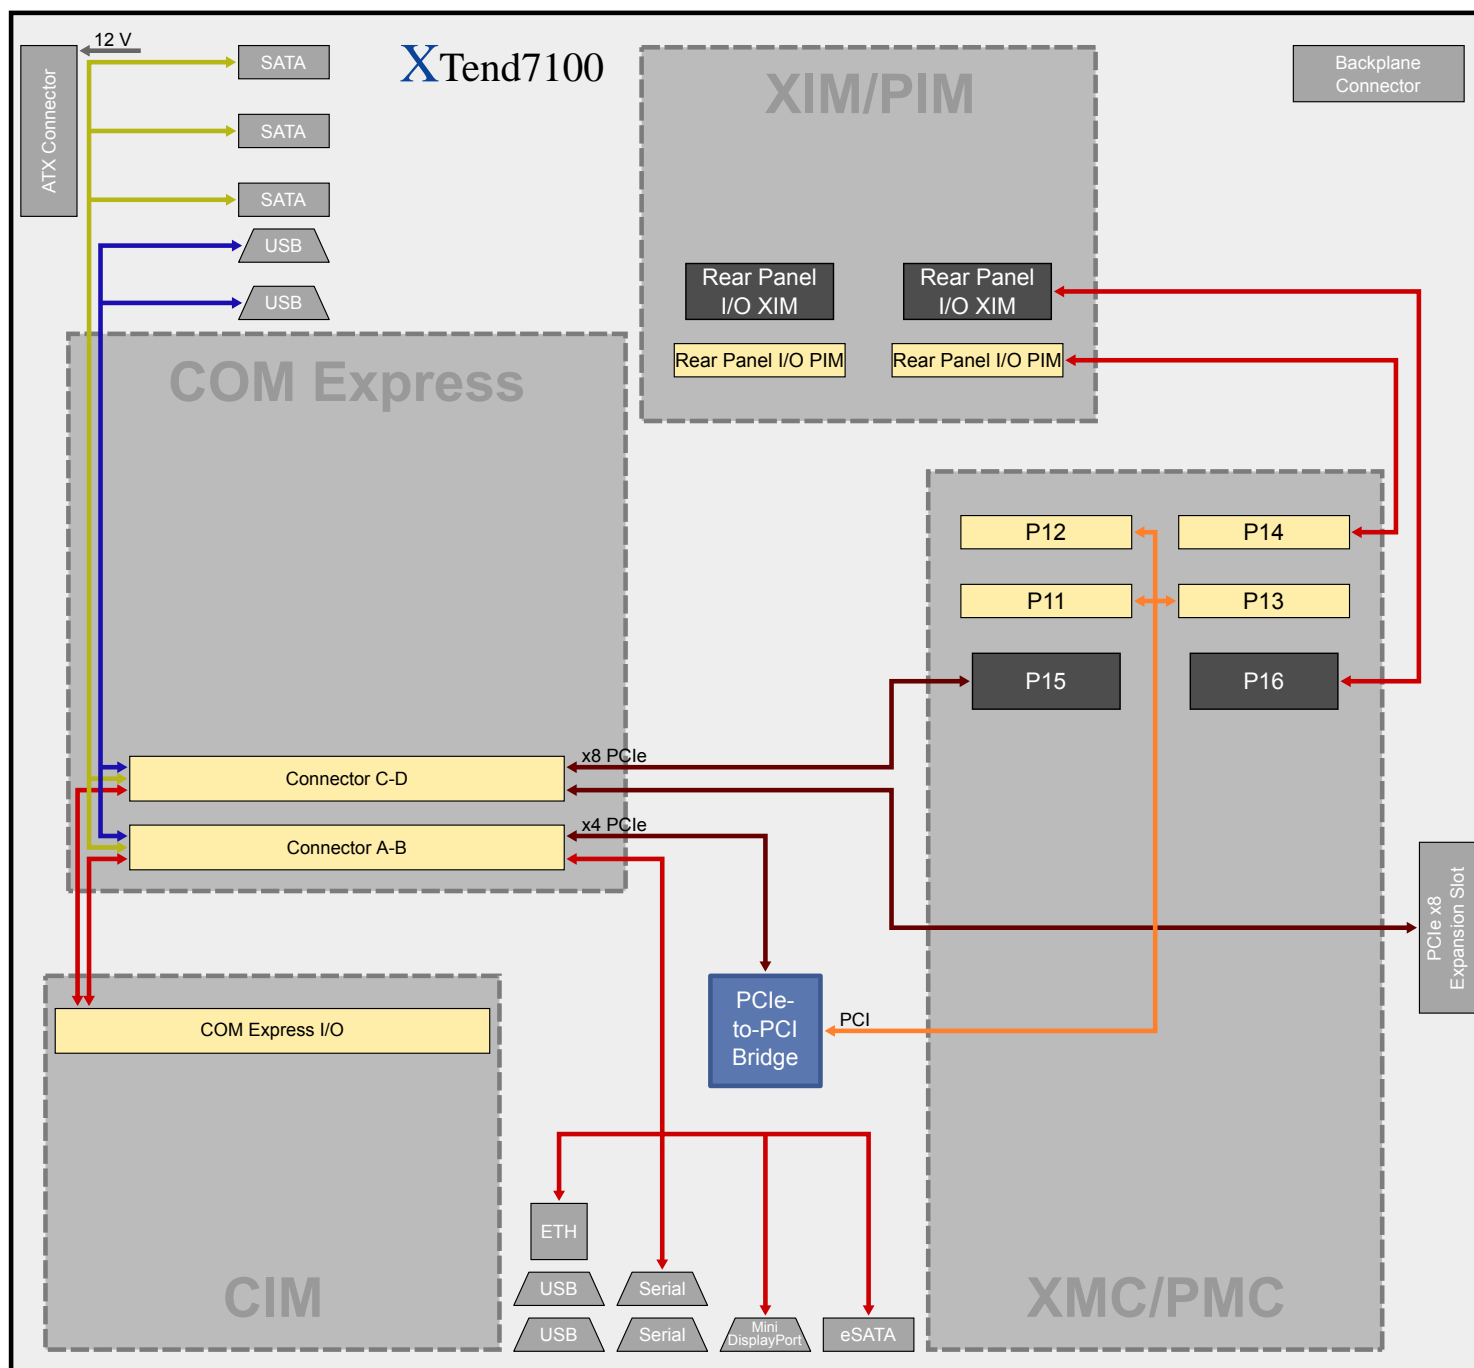 12 V
ATX Connector
SATA
SATA
SATA
USB
USB
XTend7100
XIM/PIM
Backplane
Connector
Rear Panel
I/O XIM
Rear Panel
I/O XIM
Rear Panel I/O PIM
Rear Panel I/O PIM
COM Express
P12
P14
P11
P13
P15
P16
x8 PCIe
Connector C-D
x4 PCIe
Connector A-B
PCIe x8
Expansion Slot
PCIe-
to-PCI
Bridge
PCI
COM Express I/O
CIM
ETH
USB
Serial
USB
Serial
Mini
DisplayPort
eSATA
XMC/PMC